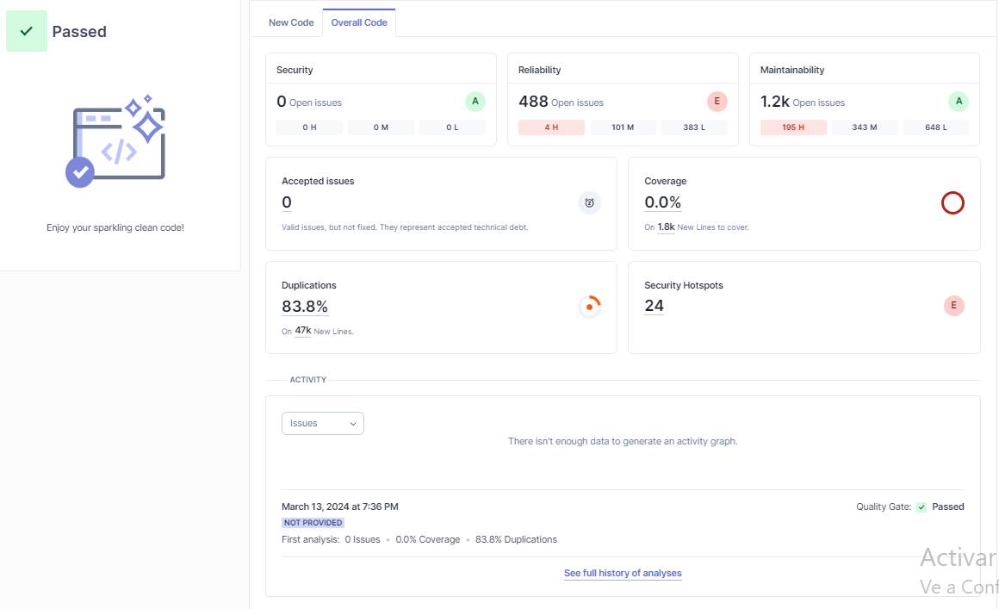 Passed
Enjoy your sparkling clean code!
New Code Overall Code
Security
0 Open issues A
0 H 0 M 0 L
Reliability
488 Open issues E
4 H 101 M 383 L
Maintainability
1.2k Open issues A
195 H 343 M 648 L
Accepted issues
0
Valid issues, but not fixed. They represent accepted technical debt.
Coverage
0.0%
On 1.8k New Lines to cover.
Duplications
83.8%
On 47k New Lines.
Security Hotspots
24 E
ACTIVITY
Issues
There isn't enough data to generate an activity graph.
March 13, 2024 at 7:36 PM Quality Gate: Passed
NOT PROVIDED
First analysis: 0 Issues • 0.0% Coverage • 83.8% Duplications
See full history of analyses
Activar
Ve a Conf